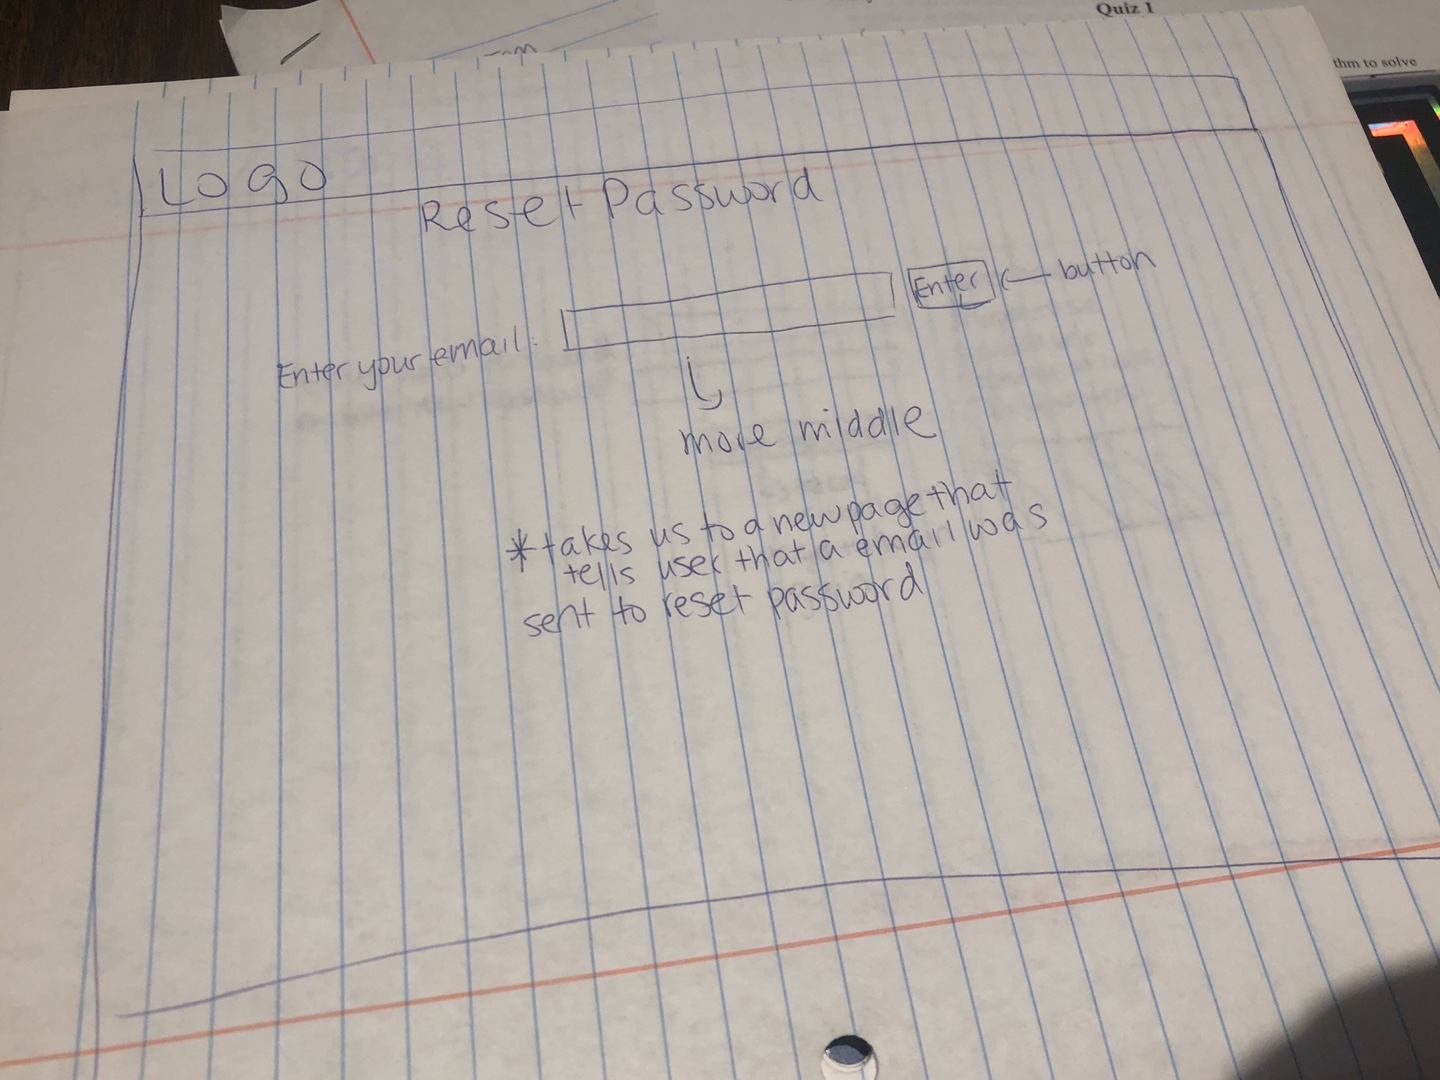 Quiz 1
thm to solve
Logo
Reset Password
Enter your email:
Enter
button
more middle
* takes us to a new page that
tells user that a email was
sent to reset password